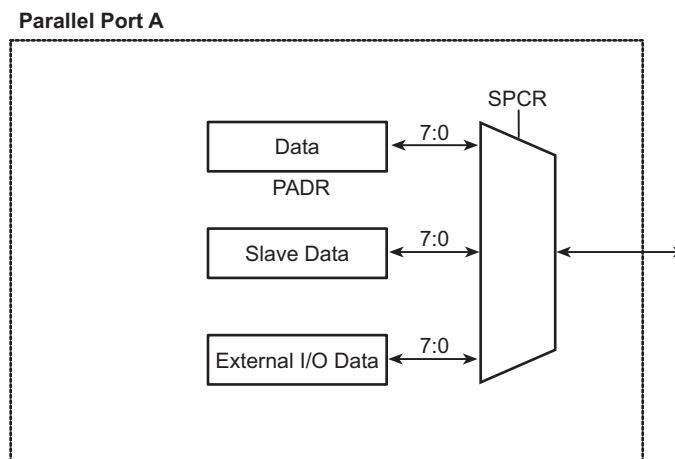 Parallel Port A
SPCR
Data
7:0
PADR
Slave Data
7:0
External I/O Data
7:0